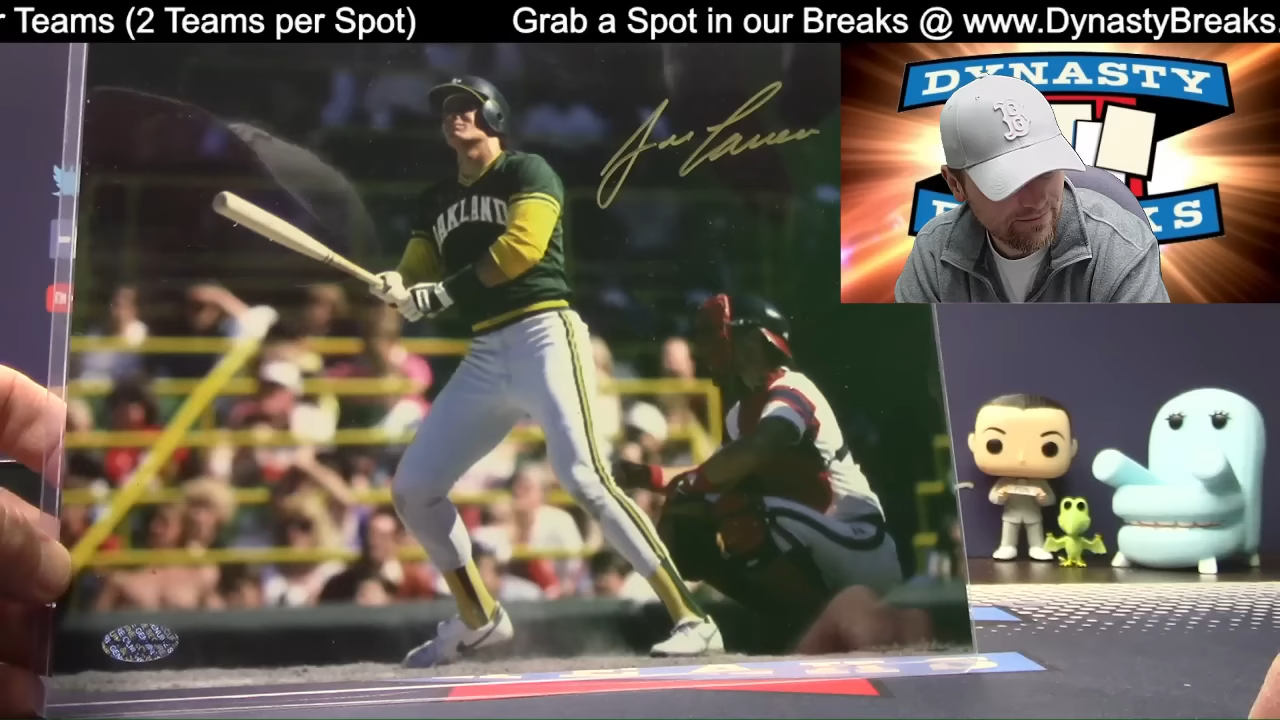 r Teams (2 Teams per Spot) Grab a Spot in our Breaks @ www.DynastyBreaks.
DYNASTY
OAKLAND
B
KS